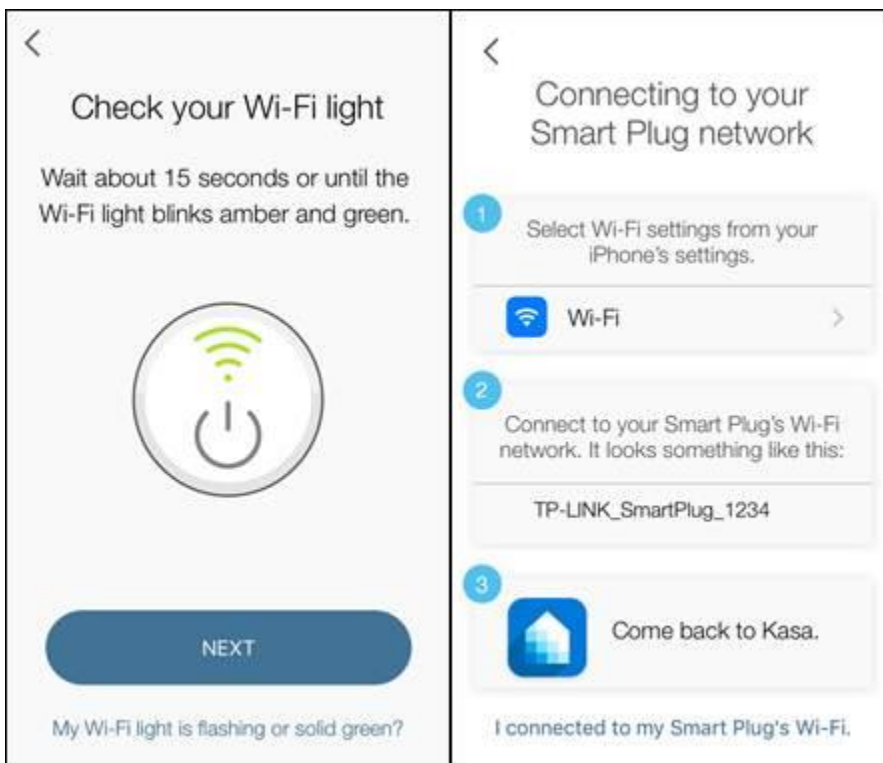 Check your Wi-Fi light
Wait about 15 seconds or until the
Wi-Fi light blinks amber and green.
NEXT
My Wi-Fi light is flashing or solid green?
Connecting to your
Smart Plug network
1
Select Wi-Fi settings from your
iPhone's settings.
Wi-Fi
2
Connect to your Smart Plug's Wi-Fi
network. It looks something like this:
TP-LINK_SmartPlug_1234
3
Come back to Kasa.
I connected to my Smart Plug's Wi-Fi.